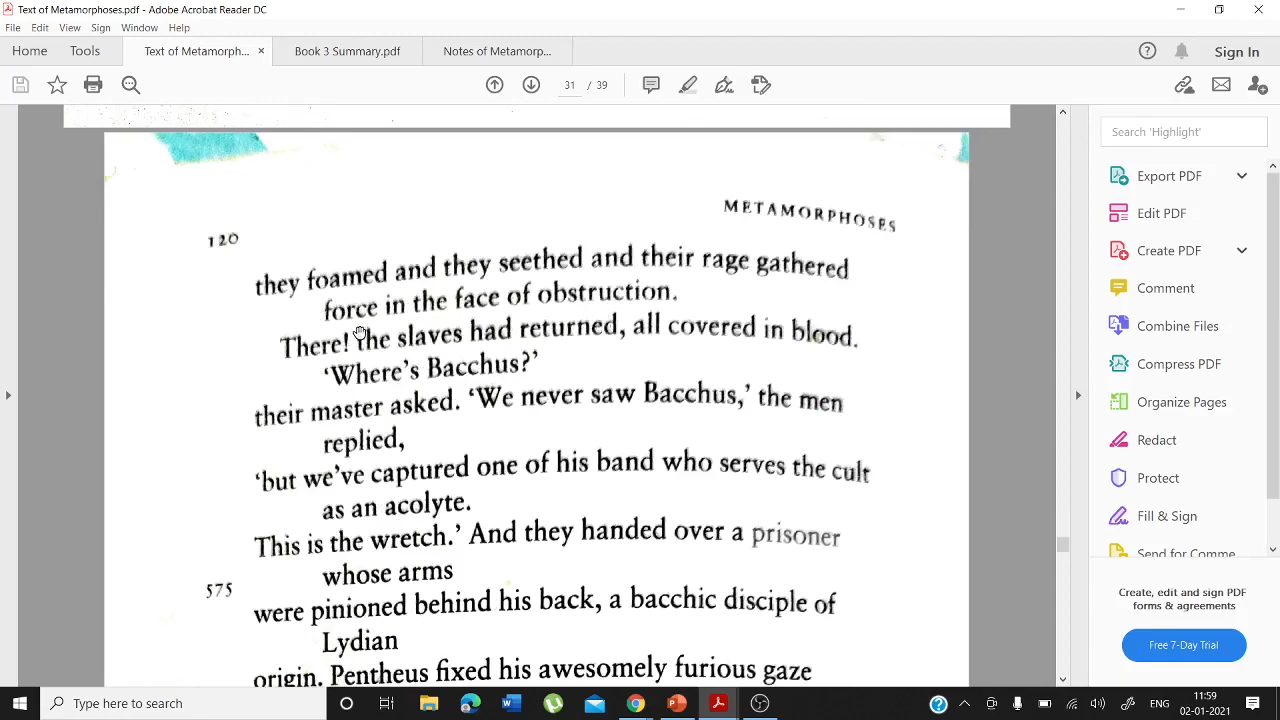 Text of Metamorphoses.pdf - Adobe Acrobat Reader DC
File Edit View Sign Window Help
Home Tools Text of Metamorph... × Book 3 Summary.pdf Notes of Metamorp... Sign In
31 / 39
Search 'Highlight'
Export PDF
Edit PDF
Create PDF
Comment
Combine Files
Compress PDF
Organize Pages
Redact
Protect
Fill & Sign
Send for Comme
Create, edit and sign PDF
forms & agreements
Free 7-Day Trial
METAMORPHOSES
120
they foamed and they seethed and their rage gathered
force in the face of obstruction.
There! the slaves had returned, all covered in blood.
‘Where’s Bacchus?’
their master asked. ‘We never saw Bacchus,’ the men
replied,
‘but we’ve captured one of his band who serves the cult
as an acolyte.
This is the wretch.’ And they handed over a prisoner
whose arms
575
were pinioned behind his back, a bacchic disciple of
Lydian
origin. Pentheus fixed his awesomely furious gaze
Type here to search
ENG
11:59
02-01-2021